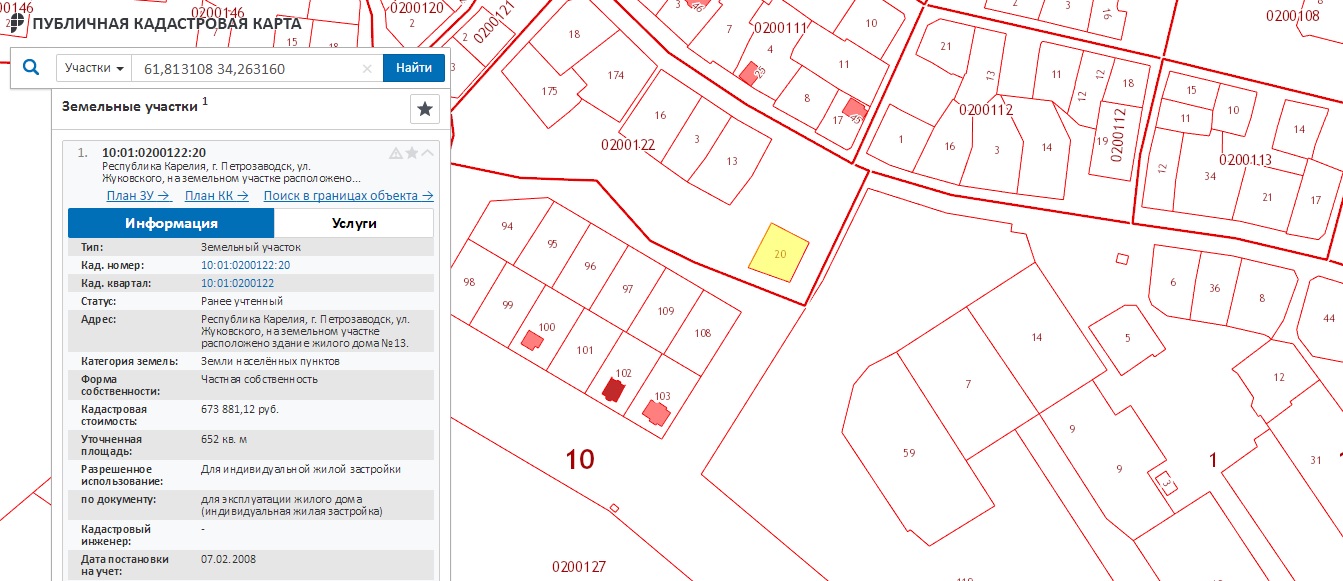 ПУБЛИЧНАЯ КАДАСТРОВАЯ КАРТА
Участки
61,813108 34,263160
Найти
Земельные участки 1
1.
10:01:0200122:20
Республика Карелия, г. Петрозаводск, ул.
Жуковского, на земельном участке расположено...
План ЗУ →
План КК →
Поиск в границах объекта →
Информация
Услуги
Тип: Земельный участок
Кад. номер: 10:01:0200122:20
Кад. квартал: 10:01:0200122
Статус: Ранее учтенный
Адрес: Республика Карелия, г. Петрозаводск, ул.
Жуковского, на земельном участке
расположено здание жилого дома №13.
Категория земель: Земли населённых пунктов
Форма
собственности: Частная собственность
Кадастровая
стоимость: 673 881,12 руб.
Уточненная
площадь: 652 кв. м
Разрешенное
использование: Для индивидуальной жилой застройки
по документу: для эксплуатации жилого дома
(индивидуальная жилая застройка)
Кадастровый
инженер: -
Дата постановки
на учет: 07.02.2008
00146
0200146
7
15
18
0200120
2
2
3
0200121
18
174
175
16
3
13
0200122
46
3
0200111
4
25
10
11
8
17
45
2
3
16
0200108
21
13
0200112
1
16
3
14
11
12
12
18
19
0200112
15
11
10
14
0200113
12
34
21
17
20
94
95
96
97
98
99
100
101
109
108
102
103
6
36
8
44
5
14
7
12
59
9
9
3
31
10
1
0200127